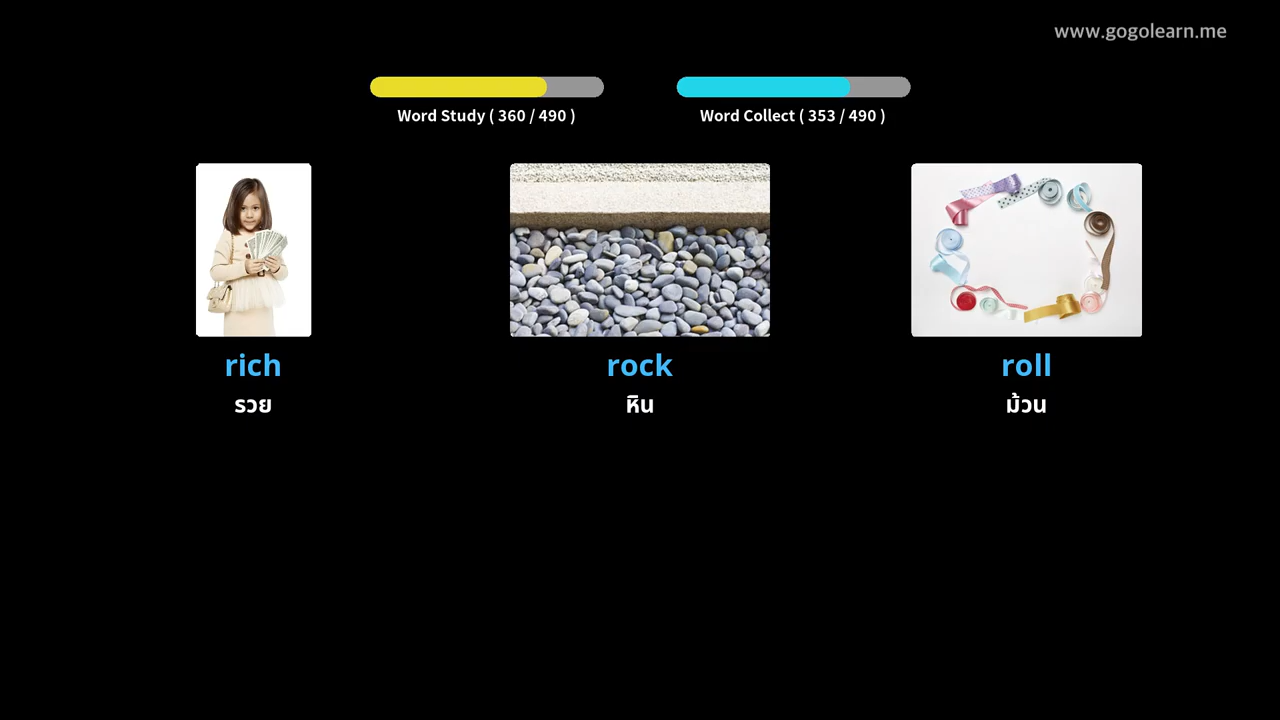 www.gogolearn.me
Word Study ( 360 / 490 )
Word Collect ( 353 / 490 )
rich
rock
roll
รวย
หิน
ม้วน